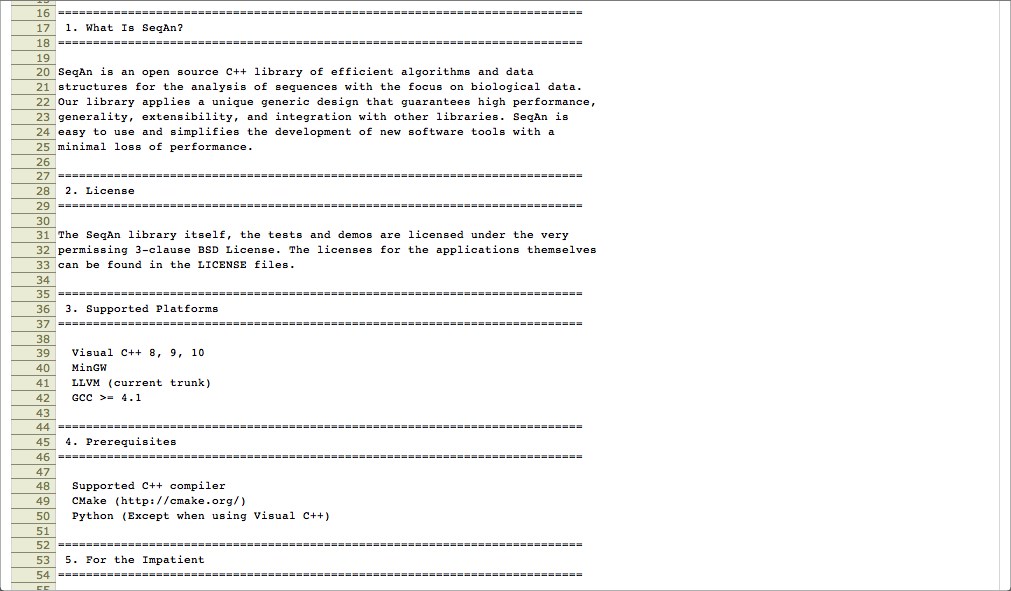 16 ===========================================================================
17  1. What Is SeqAn?
18 ===========================================================================
19
20 SeqAn is an open source C++ library of efficient algorithms and data
21 structures for the analysis of sequences with the focus on biological data.
22 Our library applies a unique generic design that guarantees high performance,
23 generality, extensibility, and integration with other libraries. SeqAn is
24 easy to use and simplifies the development of new software tools with a
25 minimal loss of performance.
26
27 ===========================================================================
28  2. License
29 ===========================================================================
30
31 The SeqAn library itself, the tests and demos are licensed under the very
32 permissing 3-clause BSD License. The licenses for the applications themselves
33 can be found in the LICENSE files.
34
35 ===========================================================================
36  3. Supported Platforms
37 ===========================================================================
38
39   Visual C++ 8, 9, 10
40   MinGW
41   LLVM (current trunk)
42   GCC >= 4.1
43
44 ===========================================================================
45  4. Prerequisites
46 ===========================================================================
47
48   Supported C++ compiler
49   CMake (http://cmake.org/)
50   Python (Except when using Visual C++)
51
52 ===========================================================================
53  5. For the Impatient
54 ===========================================================================